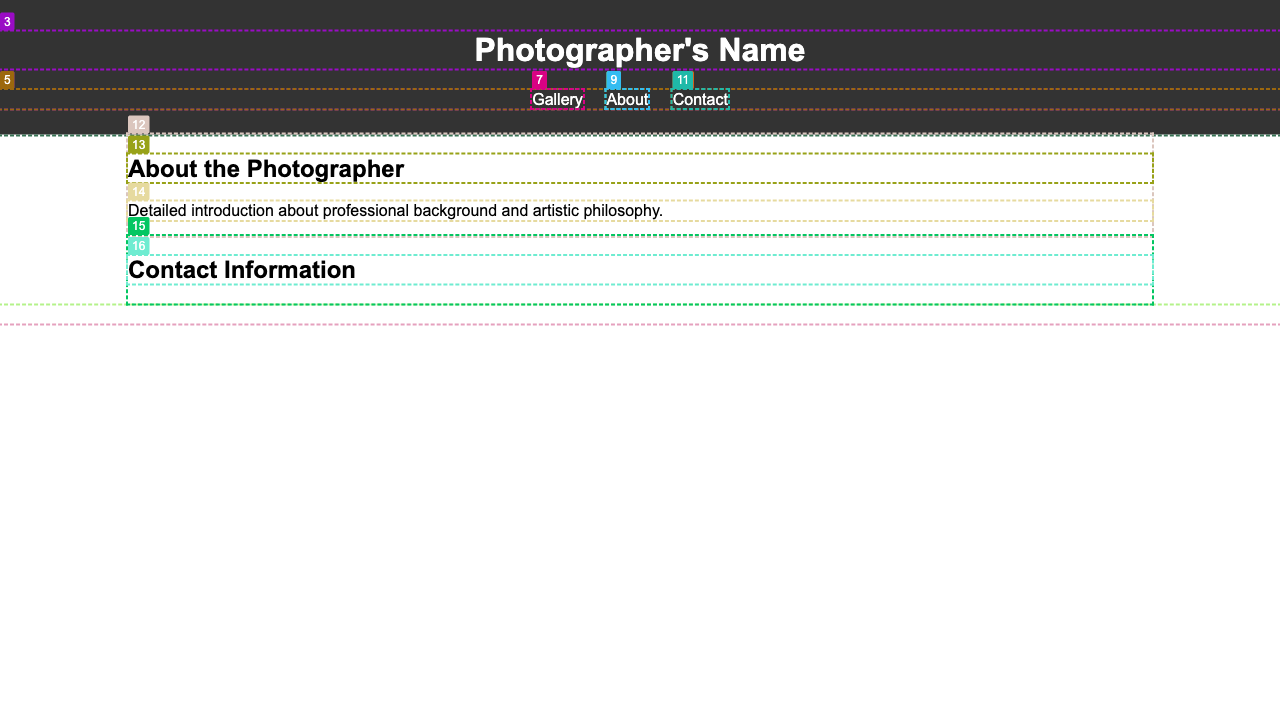 3
Photographer's Name
5
7 9 11
Gallery About Contact
12
13
About the Photographer
14
Detailed introduction about professional background and artistic philosophy.
15
16
Contact Information